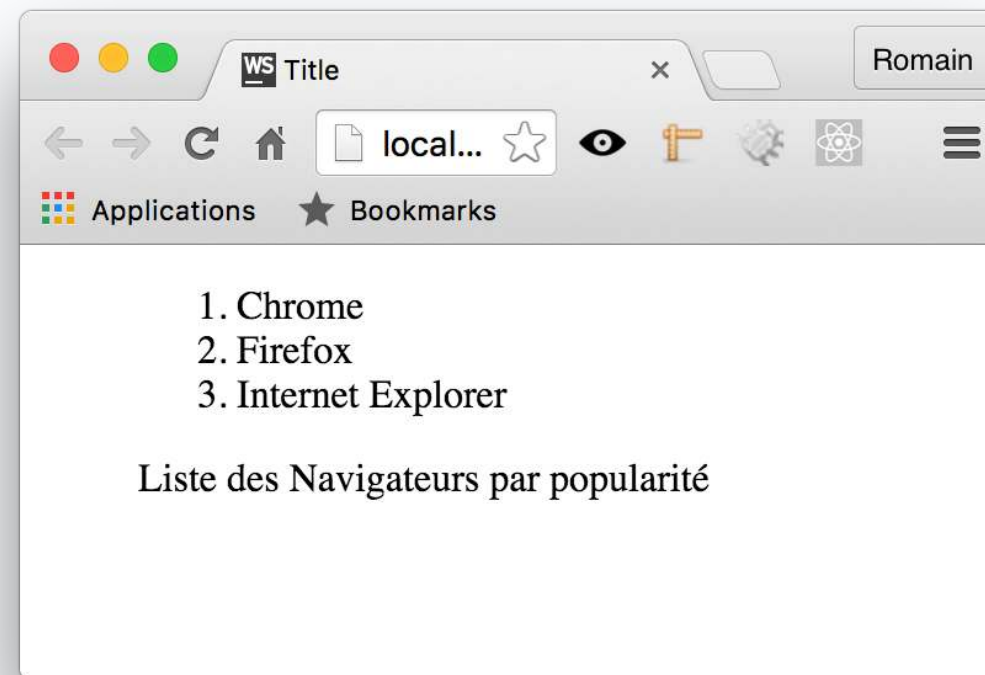 WS Title
Romain
local...
Applications
Bookmarks
1. Chrome
2. Firefox
3. Internet Explorer
Liste des Navigateurs par popularité